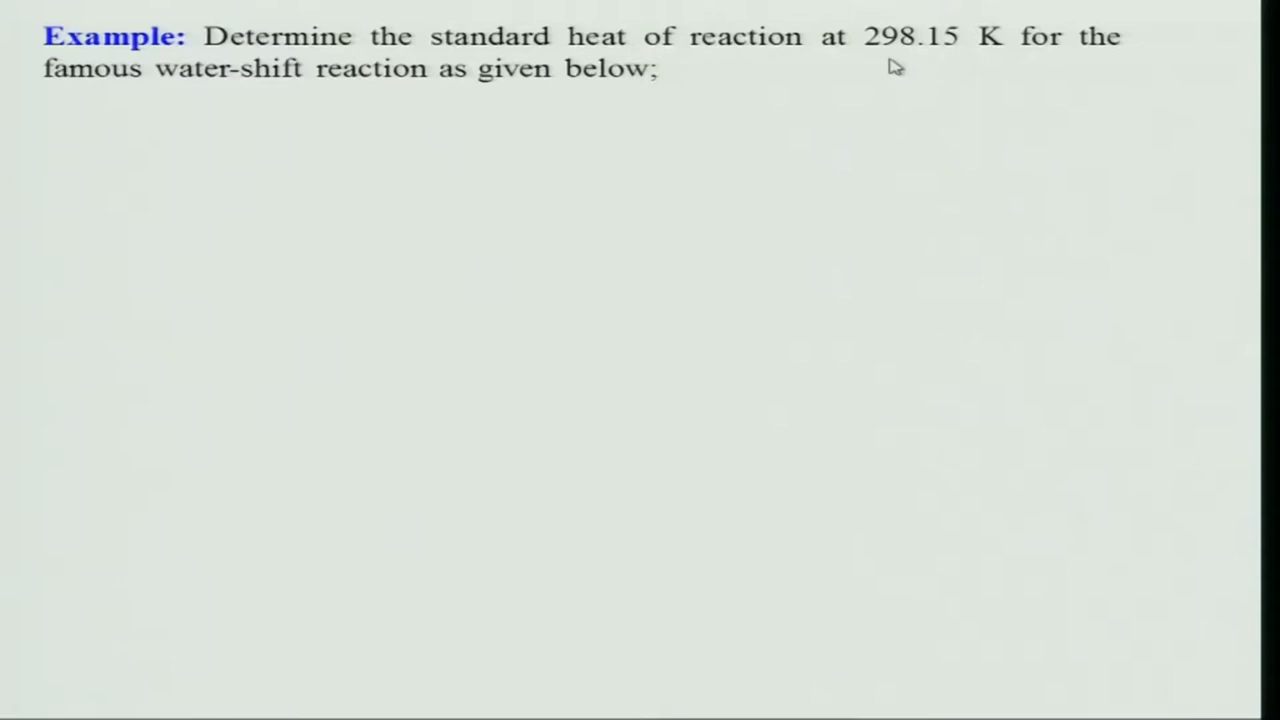 Example: Determine the standard heat of reaction at 298.15 K for the
famous water-shift reaction as given below;